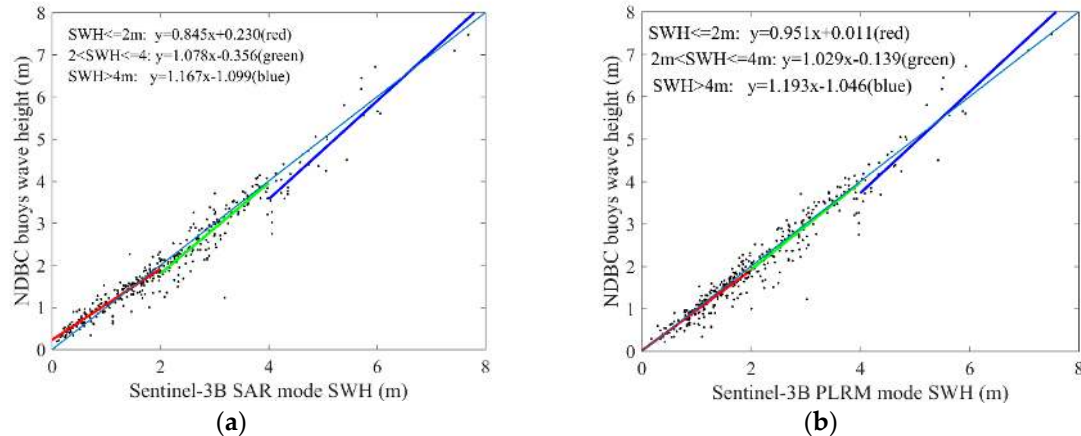 8
7
6
5
4
3
2
1
0
NDBC buoys wave height (m)
SWH<=2m: y=0.845x+0.230(red)
2<SWH<=4: y=1.078x-0.356(green)
SWH>4m: y=1.167x-1.099(blue)
0 2 4 6 8
Sentinel-3B SAR mode SWH (m)
(a)
8
7
6
5
4
3
2
1
0
NDBC buoys wave height (m)
SWH<=2m: y=0.951x+0.011(red)
2m<SWH<=4m: y=1.029x-0.139(green)
SWH>4m: y=1.193x-1.046(blue)
0 2 4 6 8
Sentinel-3B PLRM mode SWH (m)
(b)